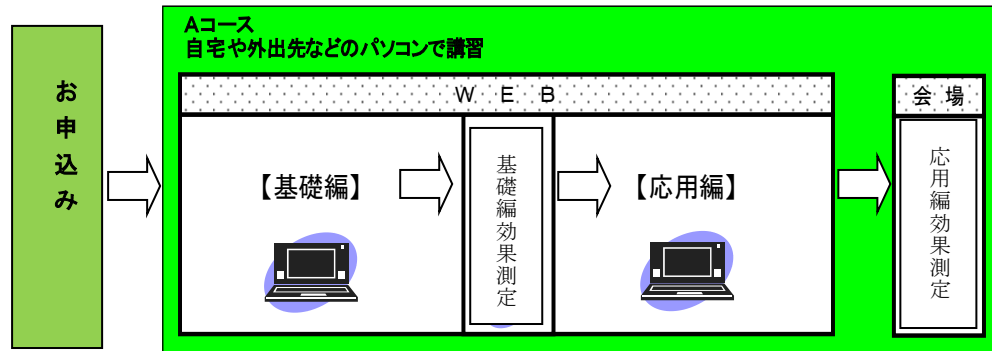 お申込み
Aコース
自宅や外出先などのパソコンで講習
WEB
【基礎編】
基礎編効果測定
【応用編】
会場
応用編効果測定